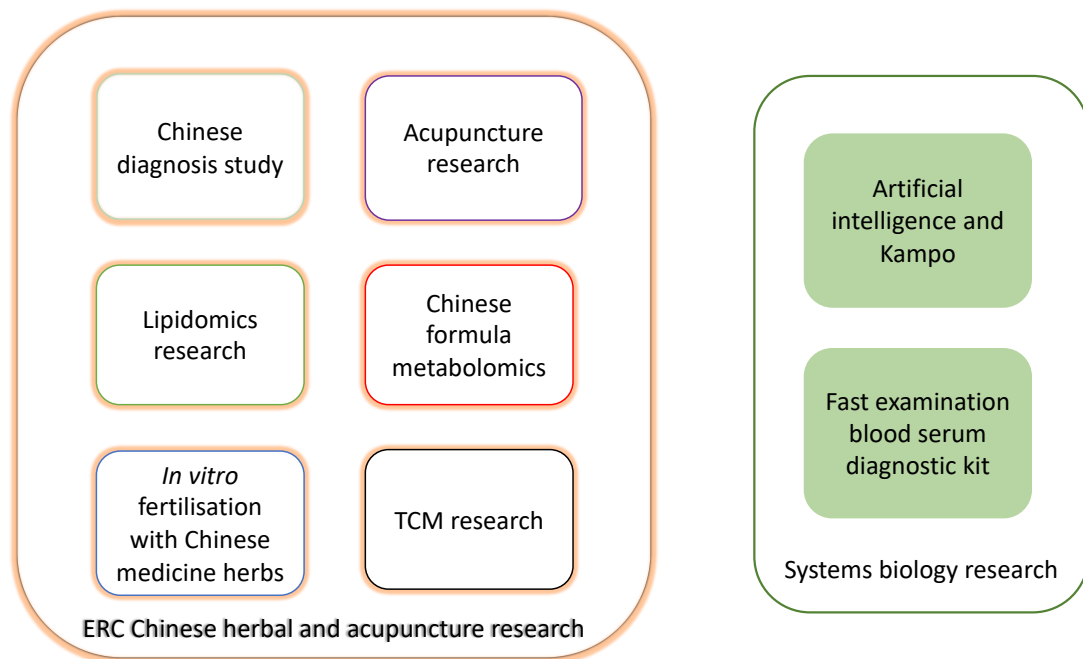 Chinese
diagnosis study
Acupuncture
research
Lipidomics
research
Chinese
formula
metabolomics
In vitro
fertilisation
with Chinese
medicine herbs
TCM research
ERC Chinese herbal and acupuncture research
Artificial
intelligence and
Kampo
Fast examination
blood serum
diagnostic kit
Systems biology research